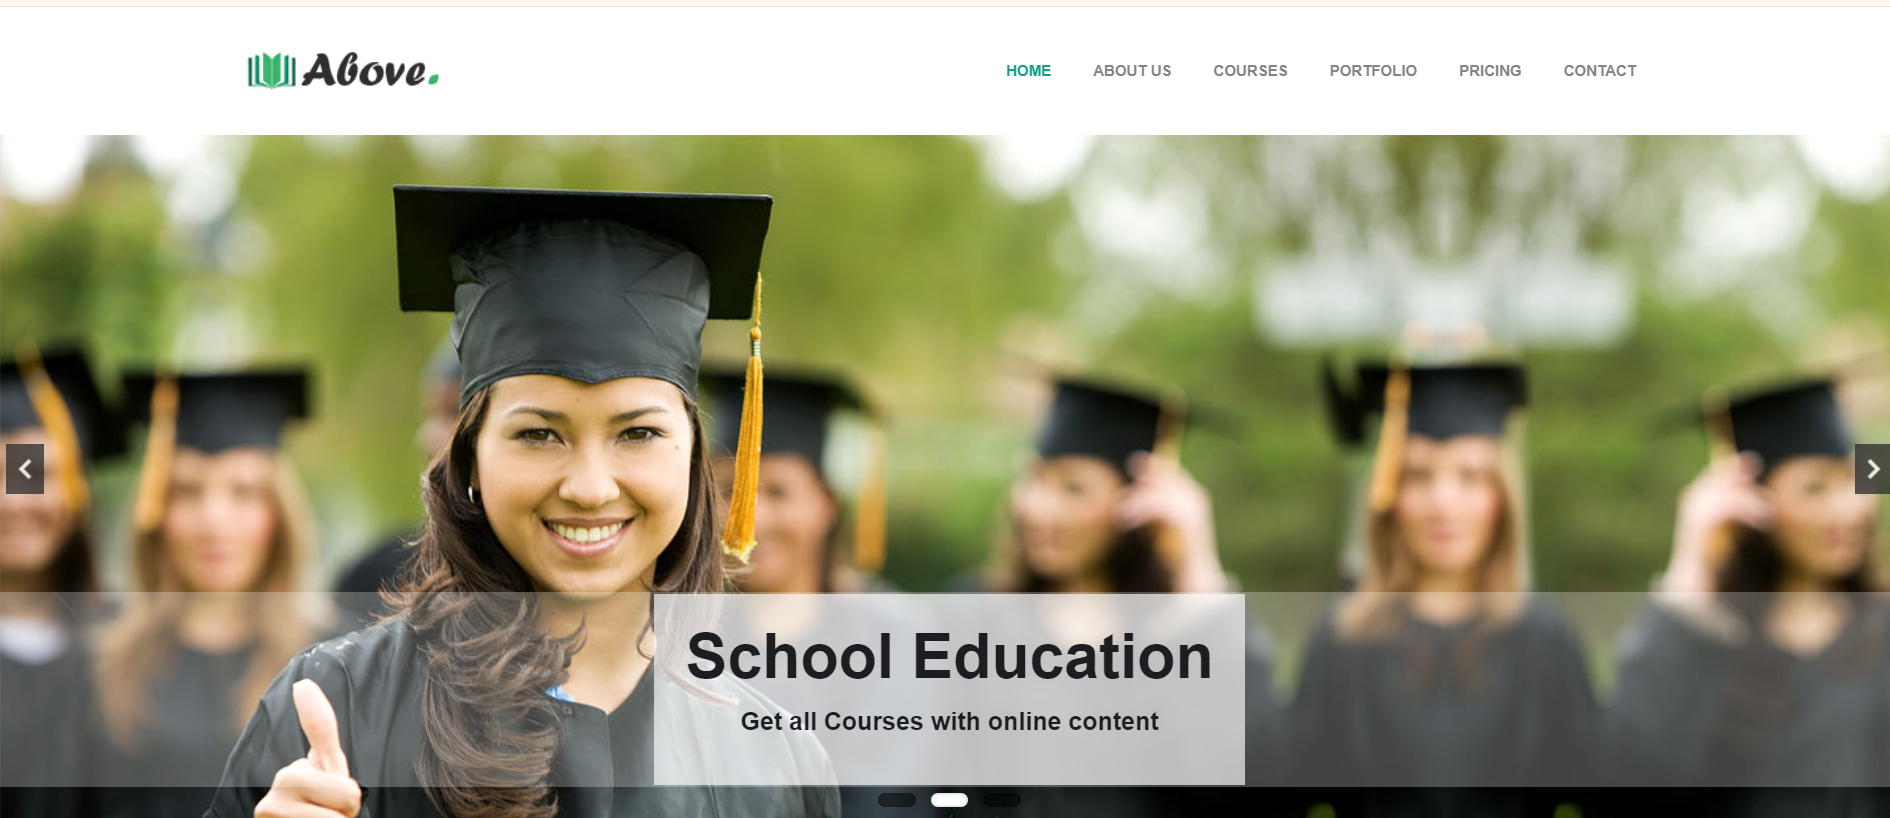 Above.
HOME ABOUT US COURSES PORTFOLIO PRICING CONTACT
School Education
Get all Courses with online content